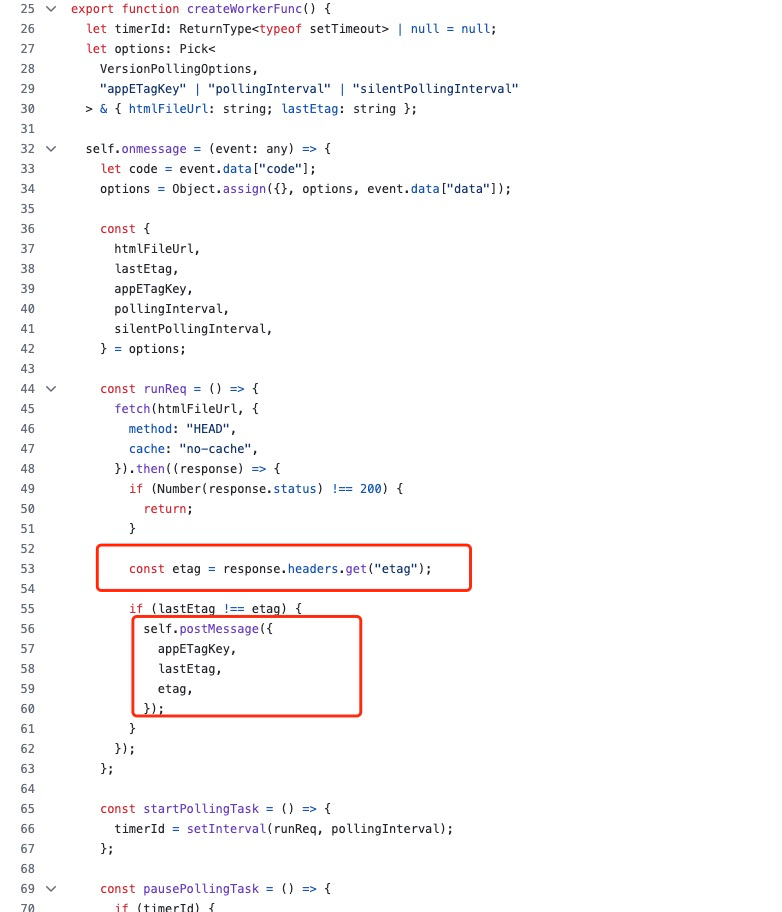 25 export function createWorkerFunc() {
26 let timerId: ReturnType<typeof setTimeout> | null = null;
27 let options: Pick<
28 VersionPollingOptions,
29 "appETagKey" | "pollingInterval" | "silentPollingInterval"
30 > & { htmlFileUrl: string; lastEtag: string };
31
32 self.onmessage = (event: any) => {
33 let code = event.data["code"];
34 options = Object.assign({}, options, event.data["data"]);
35
36 const {
37 htmlFileUrl,
38 lastEtag,
39 appETagKey,
40 pollingInterval,
41 silentPollingInterval,
42 } = options;
43
44 const runReq = () => {
45 fetch(htmlFileUrl, {
46 method: "HEAD",
47 cache: "no-cache",
48 }).then((response) => {
49 if (Number(response.status) !== 200) {
50 return;
51 }
52
53 const etag = response.headers.get("etag");
54
55 if (lastEtag !== etag) {
56 self.postMessage({
57 appETagKey,
58 lastEtag,
59 etag,
60 });
61 }
62 });
63 };
64
65 const startPollingTask = () => {
66 timerId = setInterval(runReq, pollingInterval);
67 };
68
69 const pausePollingTask = () => {
70 if (timerId) {